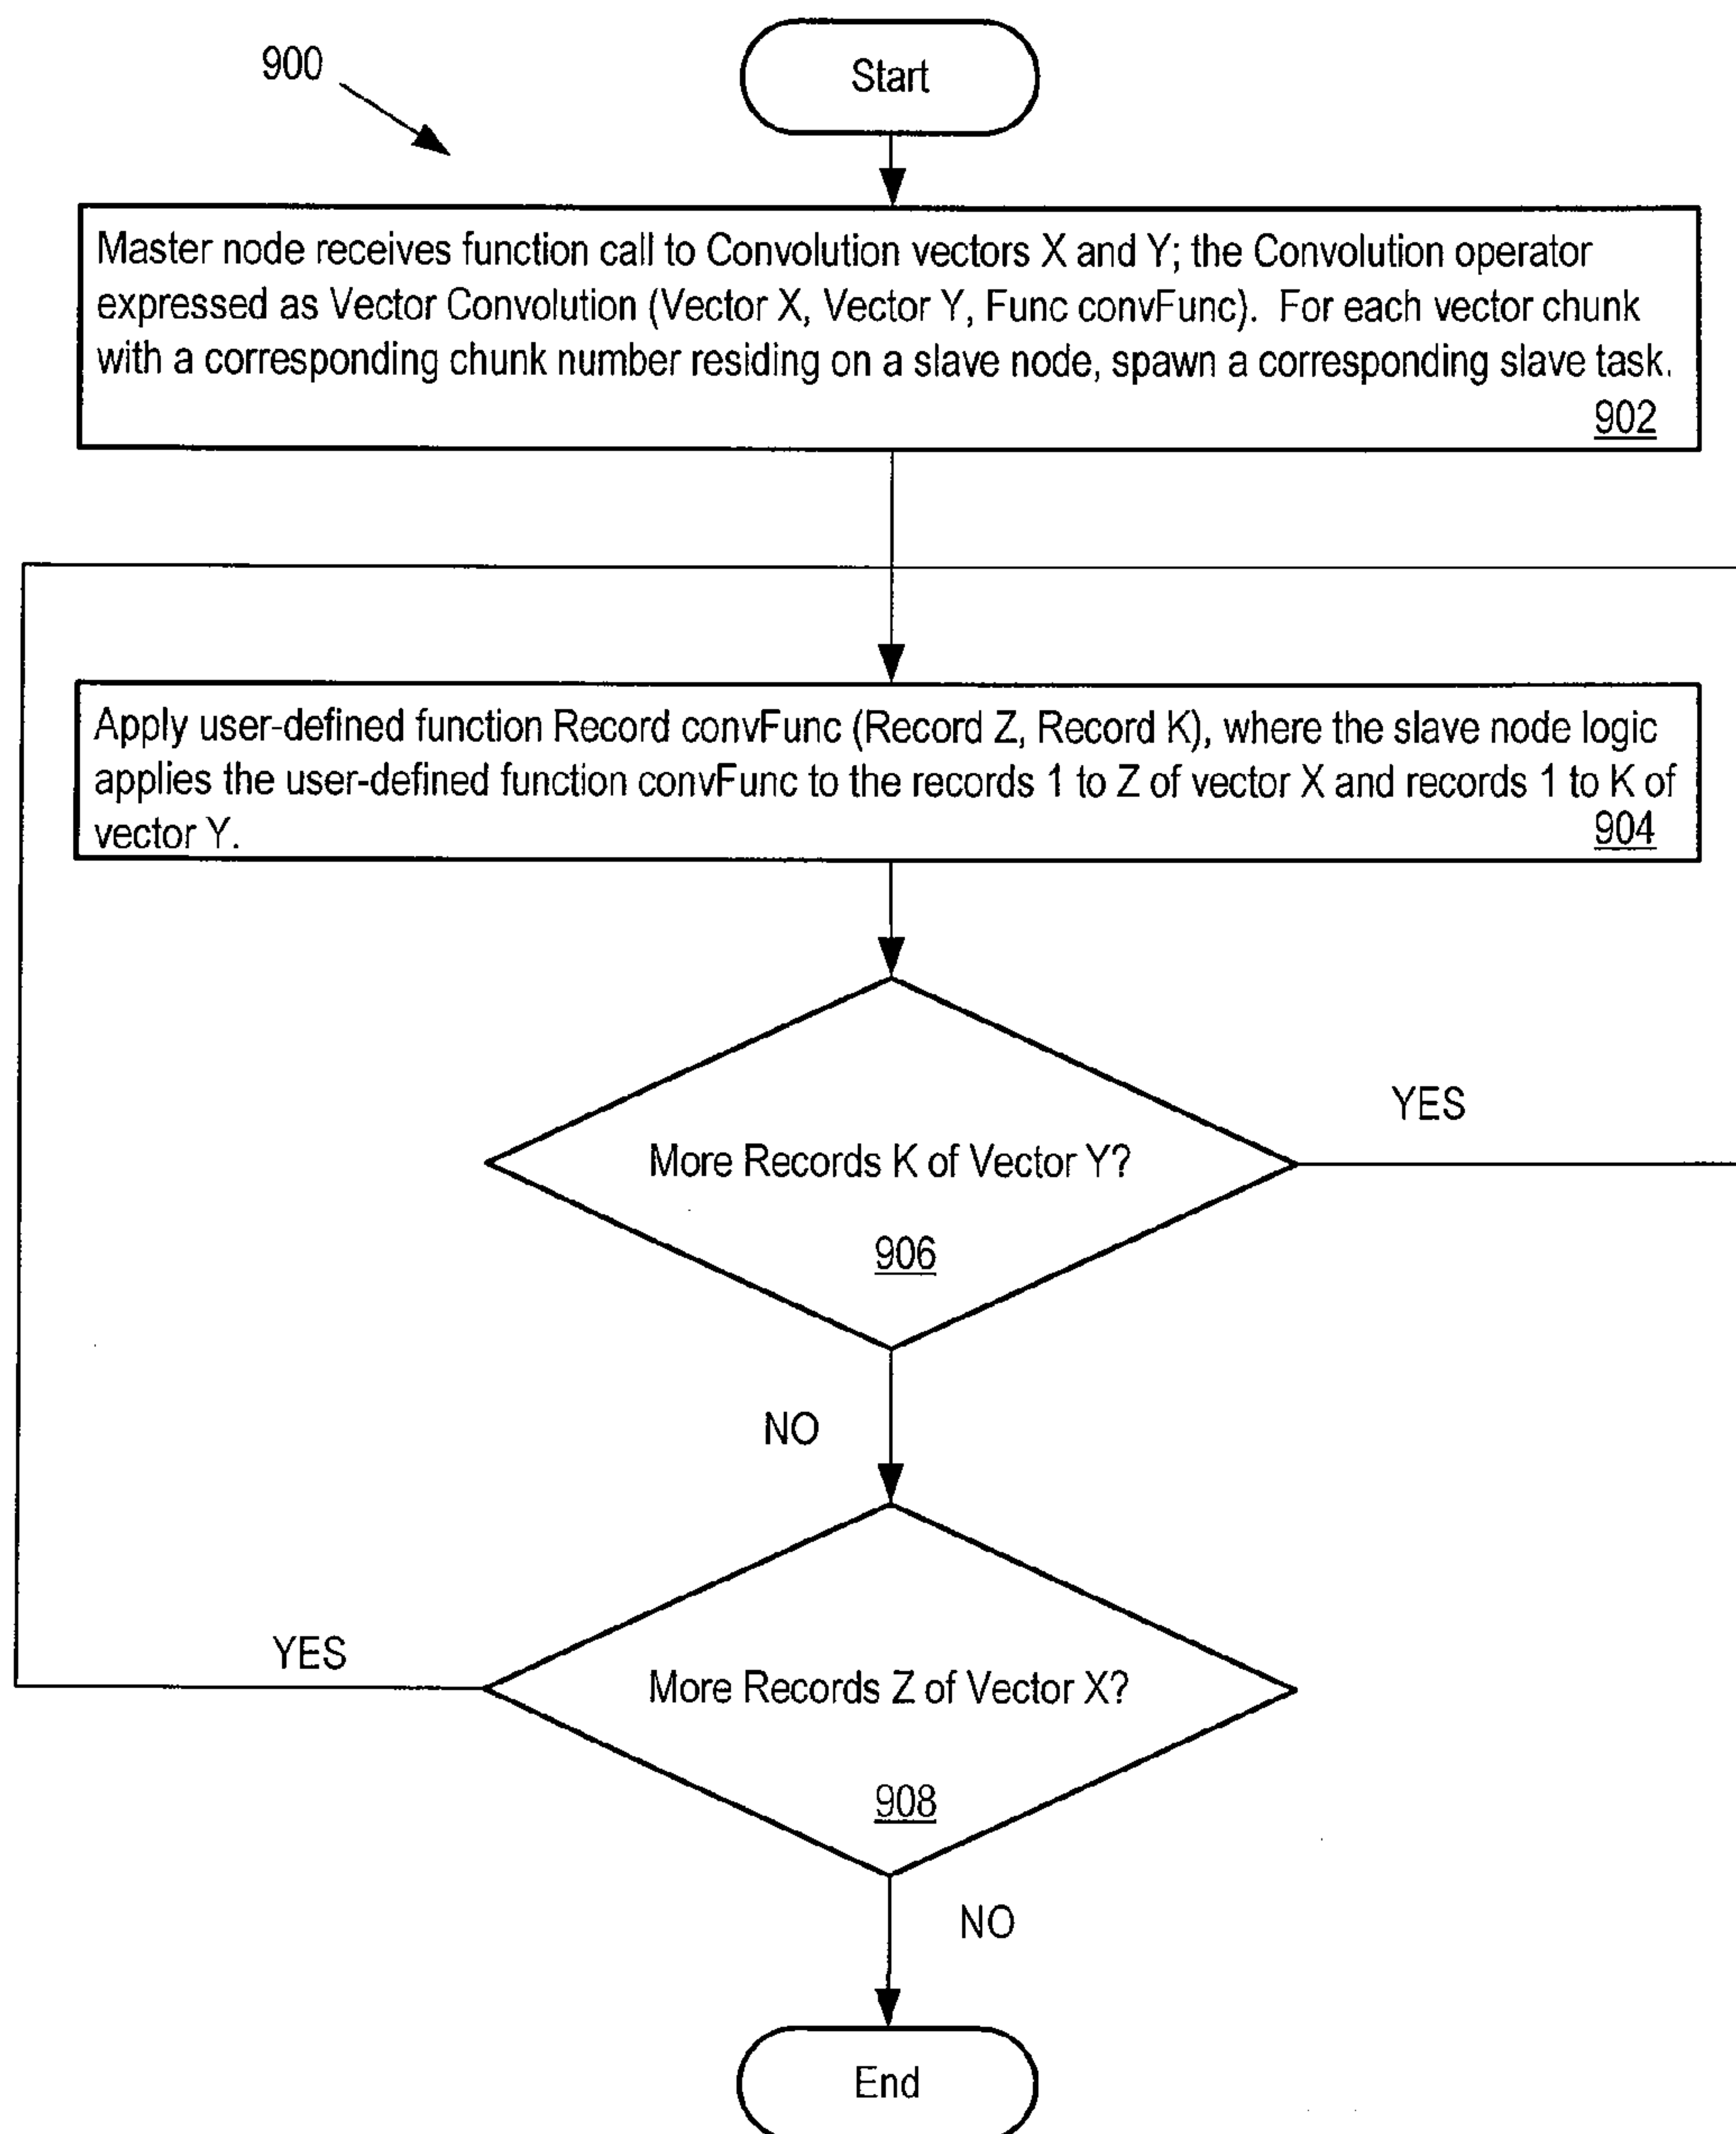 900
Start
Master node receives function call to Convolution vectors X and Y; the Convolution operator
expressed as Vector Convolution (Vector X, Vector Y, Func convFunc). For each vector chunk
with a corresponding chunk number residing on a slave node, spawn a corresponding slave task.
902
Apply user-defined function Record convFunc (Record Z, Record K), where the slave node logic
applies the user-defined function convFunc to the records 1 to Z of vector X and records 1 to K of
vector Y.
904
YES
More Records K of Vector Y?
906
NO
YES
More Records Z of Vector X?
908
NO
End